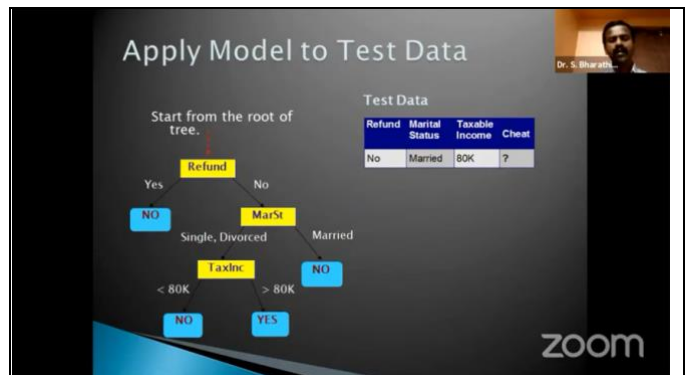 Apply Model to Test Data
Dr. S. Bharath
Start from the root of
tree.
Refund
Yes
No
NO
MarSt
Single, Divorced
Married
TaxInc
NO
< 80K
> 80K
NO
YES
Test Data
Refund Marital Status Taxable Income Cheat
No Married 80K ?
zoom